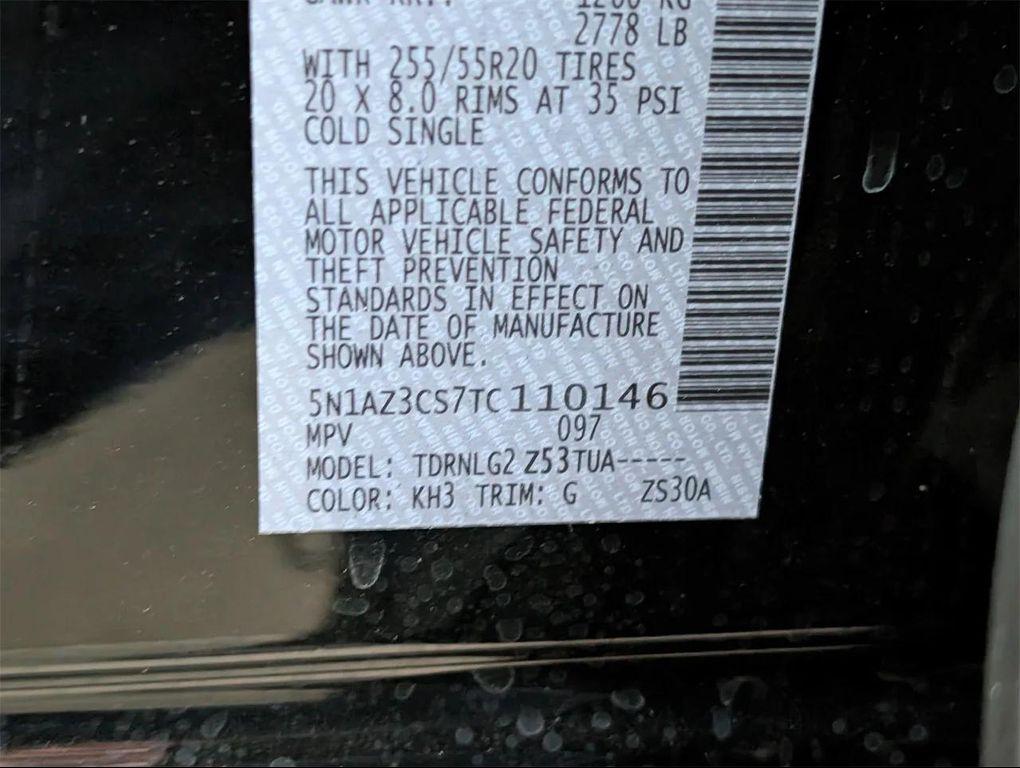 2778 LB
WITH 255/55R20 TIRES
20 X 8.0 RIMS AT 35 PSI
COLD SINGLE
THIS VEHICLE CONFORMS TO
ALL APPLICABLE FEDERAL
MOTOR VEHICLE SAFETY AND
THEFT PREVENTION
STANDARDS IN EFFECT ON
THE DATE OF MANUFACTURE
SHOWN ABOVE.
5N1AZ3CS7TC110146
MPV 097
MODEL: TDRNLG2 Z53TUA-----
COLOR: KH3 TRIM: G ZS30A